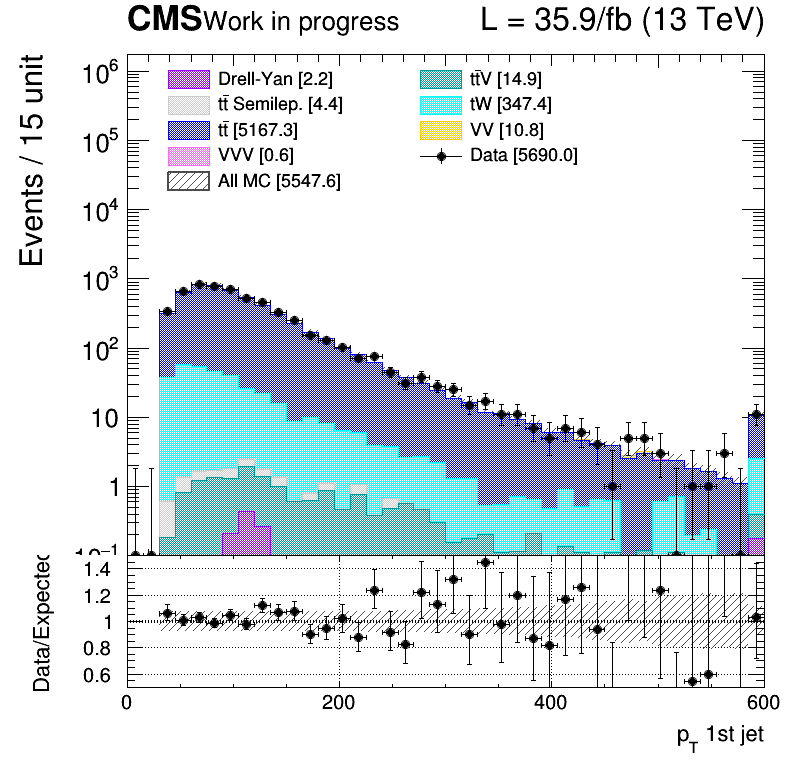 CMS Work in progress L = 35.9/fb (13 TeV)
Events / 15 unit
10⁶
10⁵
10⁴
10³
10²
10
1
10⁻¹
Drell-Yan [2.2]
tt̄ Semilep. [4.4]
tt̄ [5167.3]
VVV [0.6]
All MC [5547.6]
tt̄V [14.9]
tW [347.4]
VV [10.8]
Data [5690.0]
Data/Expected
1.4
1.2
1
0.8
0.6
0 200 400 600
p_T 1st jet